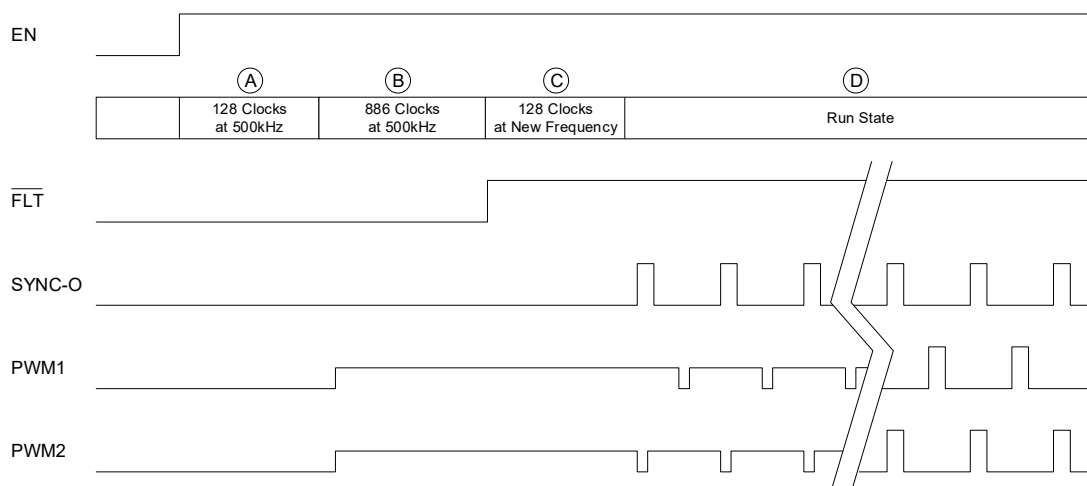 EN
A
B
C
D
128 Clocks
at 500kHz
886 Clocks
at 500kHz
128 Clocks
at New Frequency
Run State
FLT
SYNC-O
PWM1
PWM2